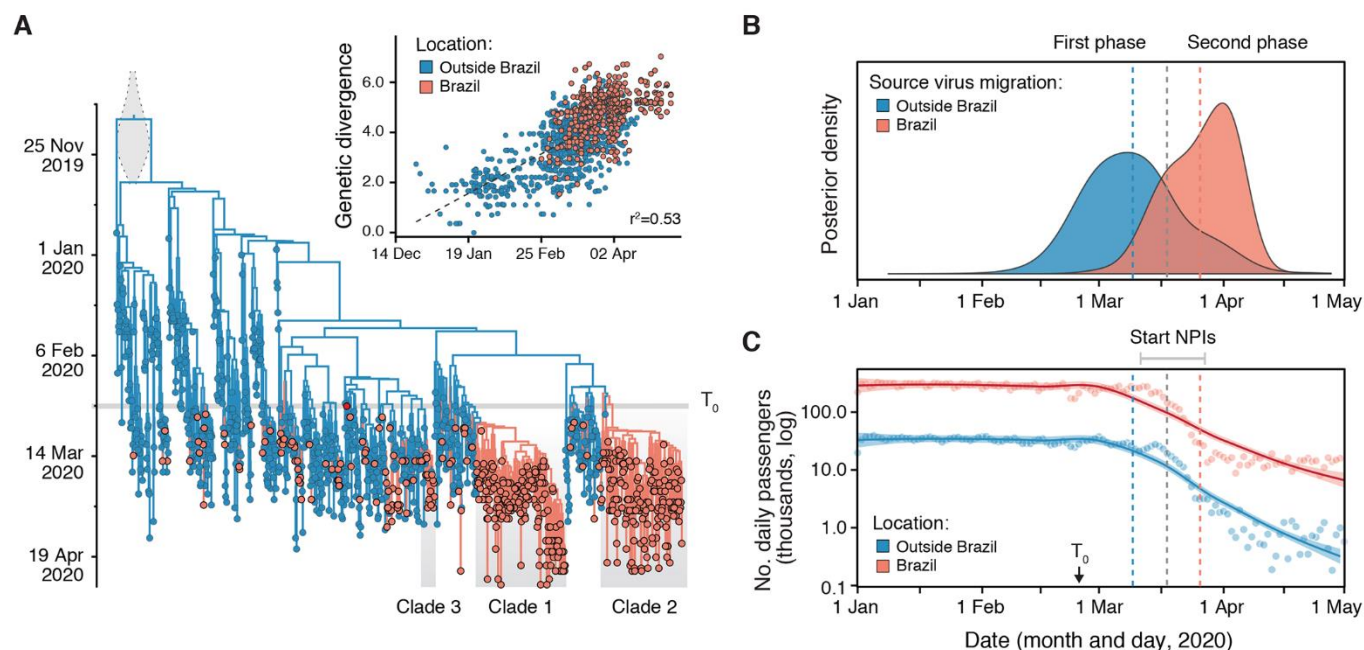 A
25 Nov
2019
1 Jan
2020
6 Feb
2020
14 Mar
2020
19 Apr
2020
Location:
Outside Brazil
Brazil
Genetic divergence
6.0
4.0
2.0
0.0
r²=0.53
14 Dec 19 Jan 25 Feb 02 Apr
T₀
Clade 3 Clade 1 Clade 2
B
First phase Second phase
Source virus migration:
Outside Brazil
Brazil
Posterior density
1 Jan 1 Feb 1 Mar 1 Apr 1 May
C
Start NPIs
No. daily passengers
(thousands, log)
100.0
10.0
1.0
0.1
Location:
Outside Brazil
Brazil
T₀
1 Jan 1 Feb 1 Mar 1 Apr 1 May
Date (month and day, 2020)